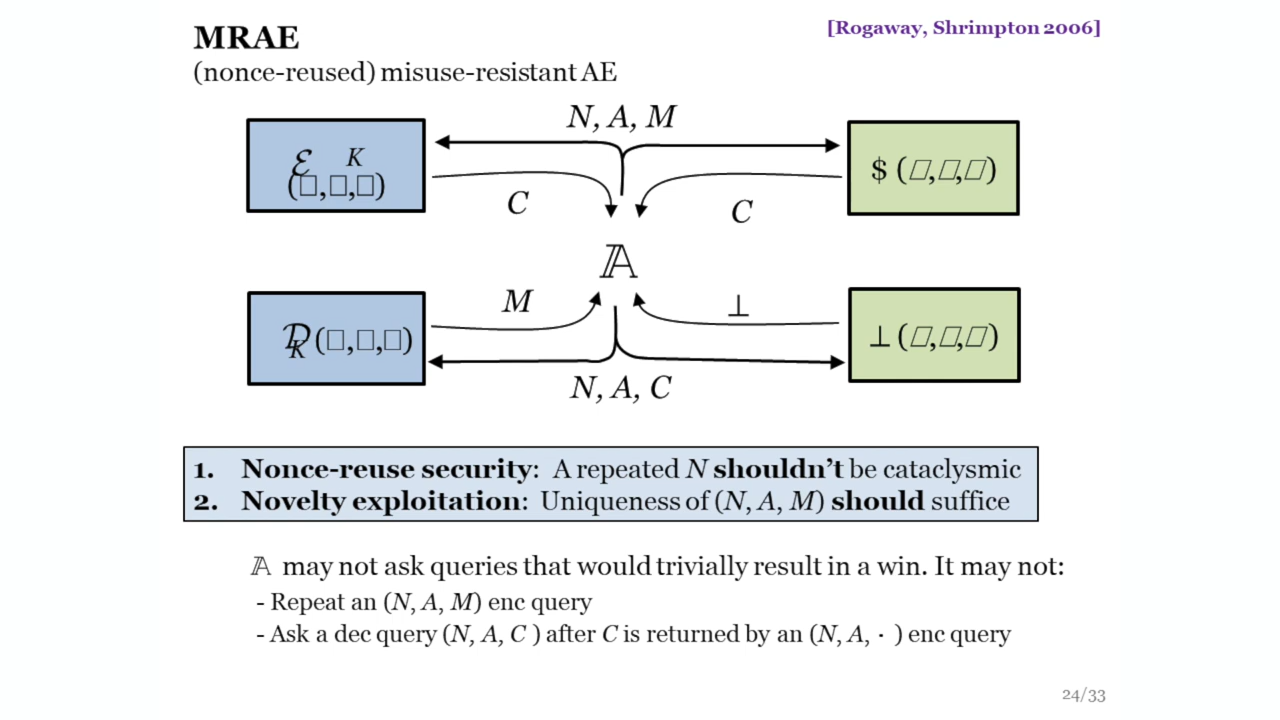 MRAE
[Rogaway, Shrimpton 2006]
(nonce-reused) misuse-resistant AE
N, A, M
ℰ K
(□,□,□)
$ (□,□,□)
C
C
𝔸
M
⊥
𝒟K (□,□,□)
⊥ (□,□,□)
N, A, C
1. Nonce-reuse security: A repeated N shouldn't be cataclysmic
2. Novelty exploitation: Uniqueness of (N, A, M) should suffice
𝔸 may not ask queries that would trivially result in a win. It may not:
- Repeat an (N, A, M) enc query
- Ask a dec query (N, A, C ) after C is returned by an (N, A, · ) enc query
24/33